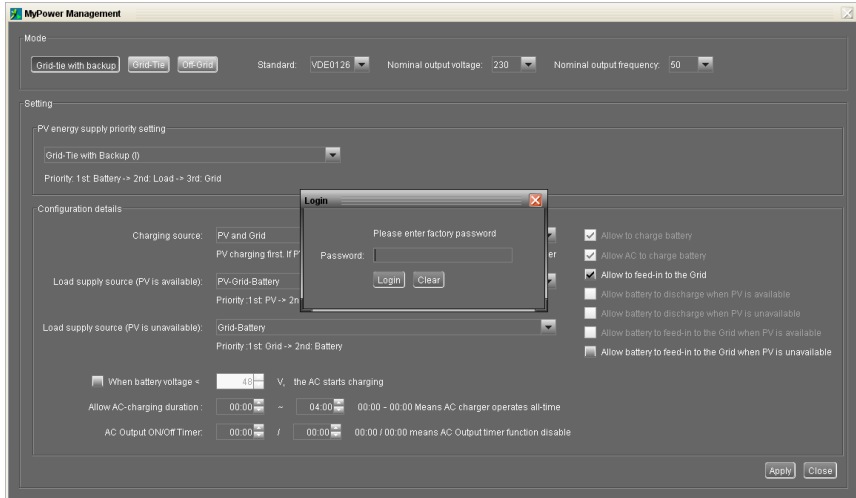 MyPower Management
Mode
Grid-tie with backup Grid-Tie Off-Grid Standard: VDE0126 Nominal output voltage: 230 Nominal output frequency: 50
Setting
PV energy supply priority setting
Grid-Tie with Backup (I)
Priority: 1st: Battery -> 2nd: Load -> 3rd: Grid
Configuration details
Charging source: PV and Grid
PV charging first. If P
er
Load supply source (PV is available): PV-Grid-Battery
Priority :1st: PV -> 2n
Load supply source (PV is unavailable): Grid-Battery
Priority :1st: Grid -> 2nd: Battery
When battery voltage < 48 V, the AC starts charging
Allow AC-charging duration : 00:00 ~ 04:00 00:00 - 00:00 Means AC charger operates all-time
AC Output ON/Off Timer: 00:00 / 00:00 00:00 / 00:00 means AC Output timer function disable
Login
Please enter factory password
Password:
Login Clear
Allow to charge battery
Allow AC to charge battery
Allow to feed-in to the Grid
Allow battery to discharge when PV is available
Allow battery to discharge when PV is unavailable
Allow battery to feed-in to the Grid when PV is available
Allow battery to feed-in to the Grid when PV is unavailable
Apply Close